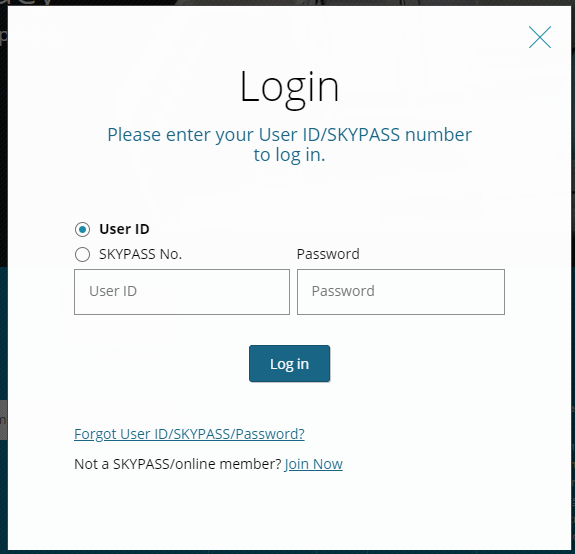 Login
Please enter your User ID/SKYPASS number
to log in.
User ID
SKYPASS No.
Password
User ID
Password
Log in
Forgot User ID/SKYPASS/Password?
Not a SKYPASS/online member? Join Now